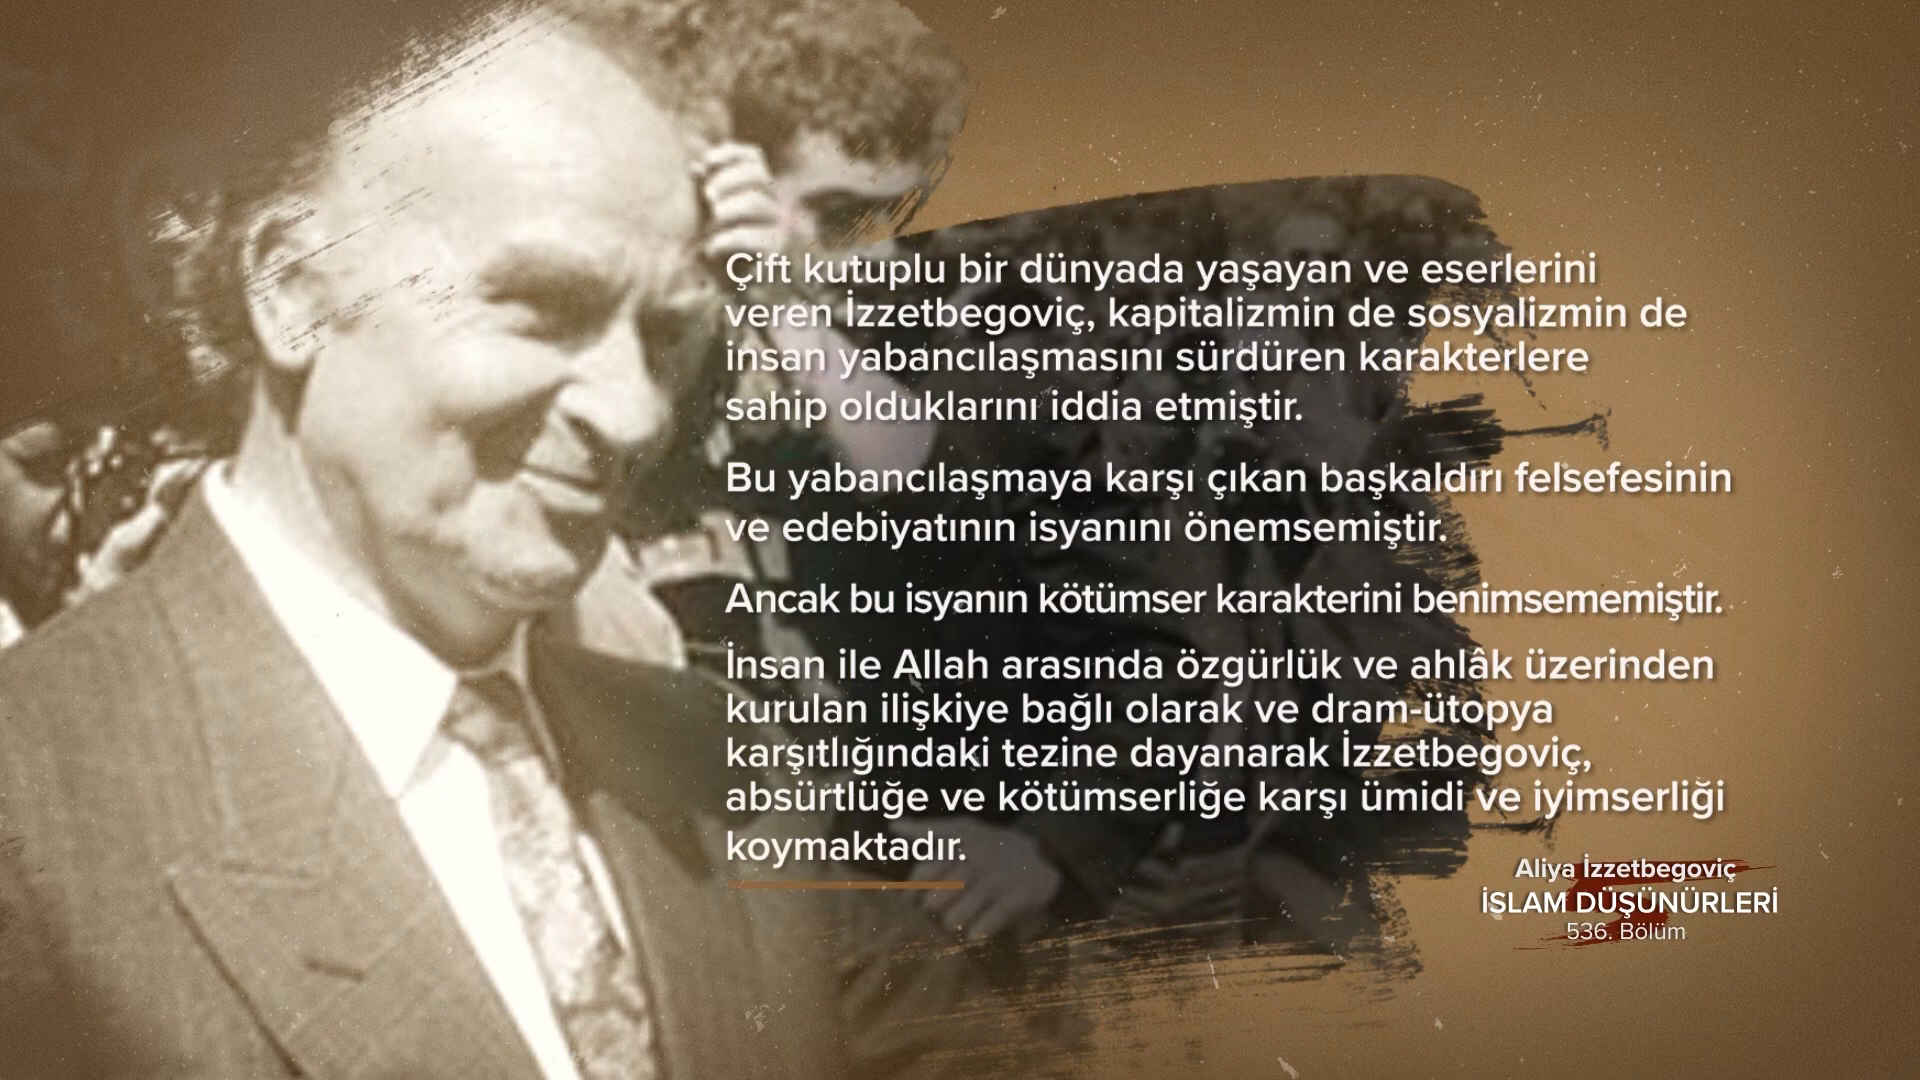 Çift kutuplu bir dünyada yaşayan ve eserlerini
veren İzzetbegoviç, kapitalizmin de sosyalizmin de
insan yabancılaşmasını sürdüren karakterlere
sahip olduklarını iddia etmiştir.
Bu yabancılaşmaya karşı çıkan başkaldırı felsefesinin
ve edebiyatının isyanını önemsemiştir.
Ancak bu isyanın kötümser karakterini benimsememiştir.
İnsan ile Allah arasında özgürlük ve ahlâk üzerinden
kurulan ilişkiye bağlı olarak ve dram-ütopya
karşıtlığındaki tezine dayanarak İzzetbegoviç,
absürtlüğe ve kötümserliğe karşı ümidi ve iyimserliği
koymaktadır.
Aliya İzzetbegoviç
İSLAM DÜŞÜNÜRLERİ
536. Bölüm